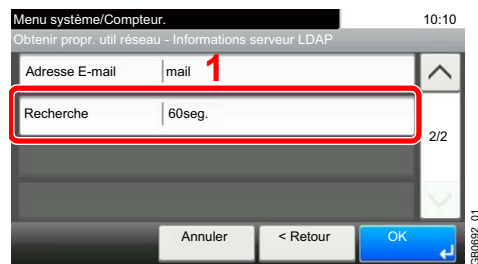 Menu système/Compteur. 10:10
Obtenir propr. util réseau - Informations serveur LDAP
Adresse E-mail mail 1
Recherche 60seg.
2/2
Annuler < Retour OK
GB0692_01